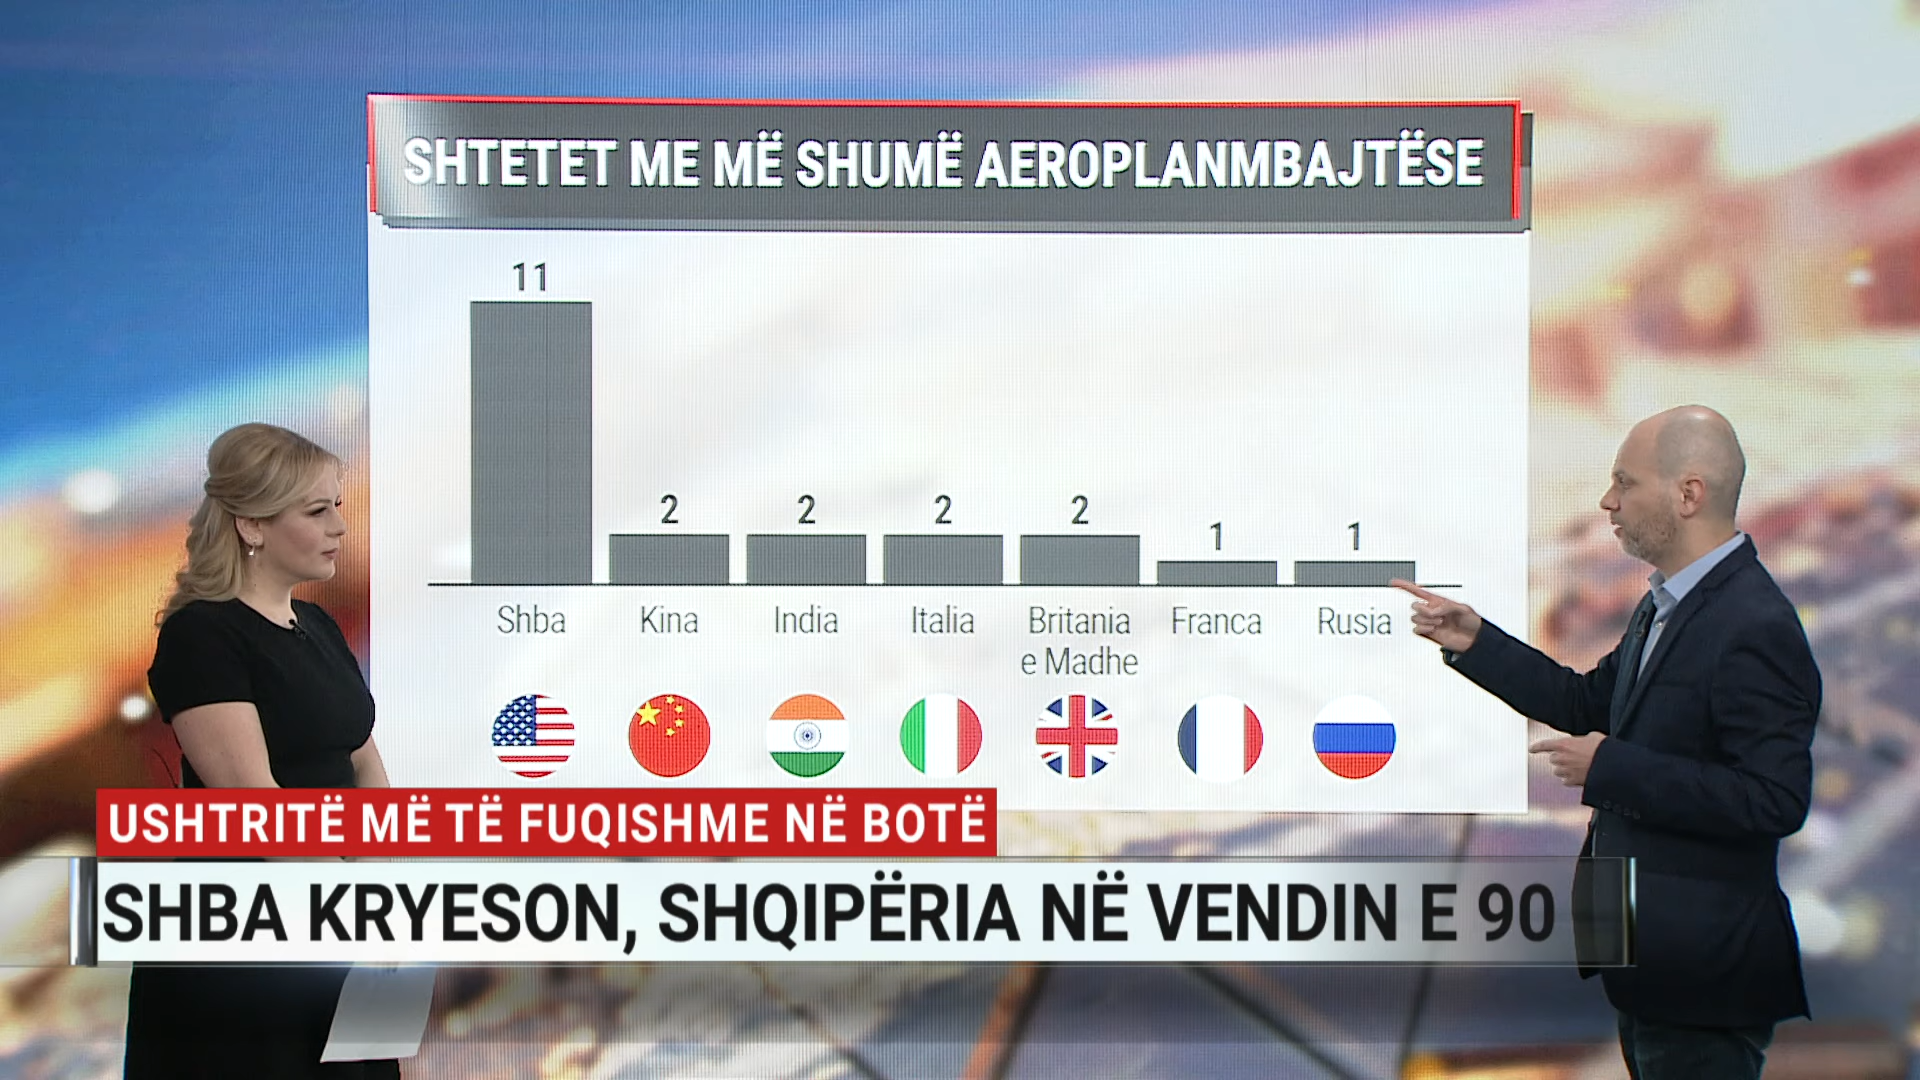 SHTETET ME MË SHUMË AEROPLANMBAJTËSE
11
2
2
2
2
1
1
Shba
Kina
India
Italia
Britania
e Madhe
Franca
Rusia
USHTRITË MË TË FUQISHME NË BOTË
SHBA KRYESON, SHQIPËRIA NË VENDIN E 90